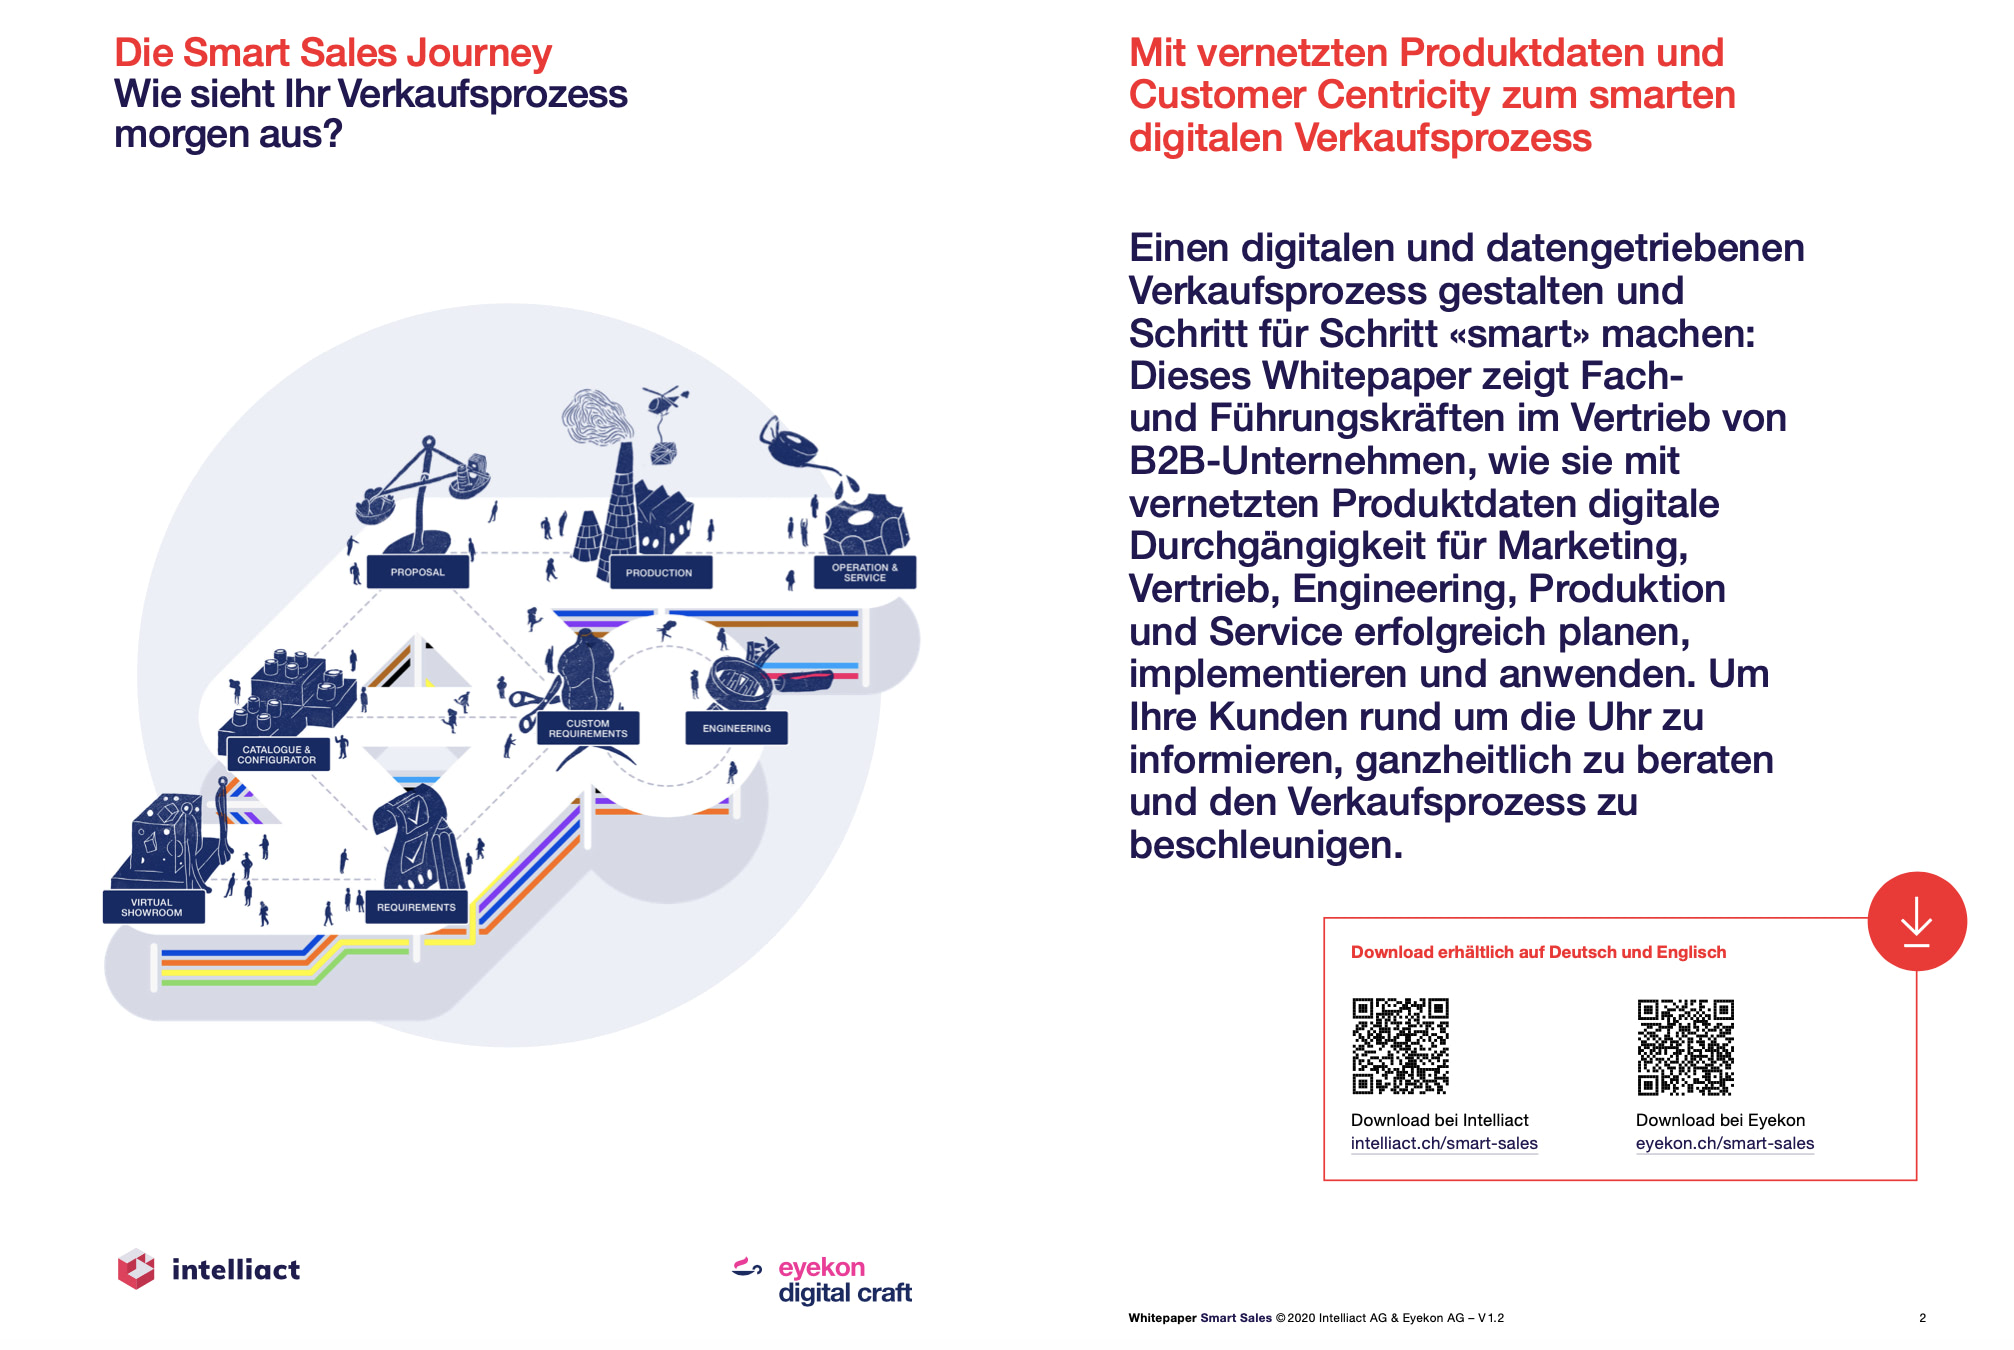 Die Smart Sales Journey
Wie sieht Ihr Verkaufsprozess
morgen aus?
PROPOSAL
PRODUCTION
OPERATION &
SERVICE
CATALOGUE &
CONFIGURATOR
CUSTOM
REQUIREMENTS
ENGINEERING
VIRTUAL
SHOWROOM
REQUIREMENTS
intelliact
eyekon
digital craft
Mit vernetzten Produktdaten und
Customer Centricity zum smarten
digitalen Verkaufsprozess
Einen digitalen und datengetriebenen
Verkaufsprozess gestalten und
Schritt für Schritt «smart» machen:
Dieses Whitepaper zeigt Fach-
und Führungskräften im Vertrieb von
B2B-Unternehmen, wie sie mit
vernetzten Produktdaten digitale
Durchgängigkeit für Marketing,
Vertrieb, Engineering, Produktion
und Service erfolgreich planen,
implementieren und anwenden. Um
Ihre Kunden rund um die Uhr zu
informieren, ganzheitlich zu beraten
und den Verkaufsprozess zu
beschleunigen.
Download erhältlich auf Deutsch und Englisch
Download bei Intelliact
intelliact.ch/smart-sales
Download bei Eyekon
eyekon.ch/smart-sales
Whitepaper Smart Sales ©2020 Intelliact AG & Eyekon AG – V1.2
2